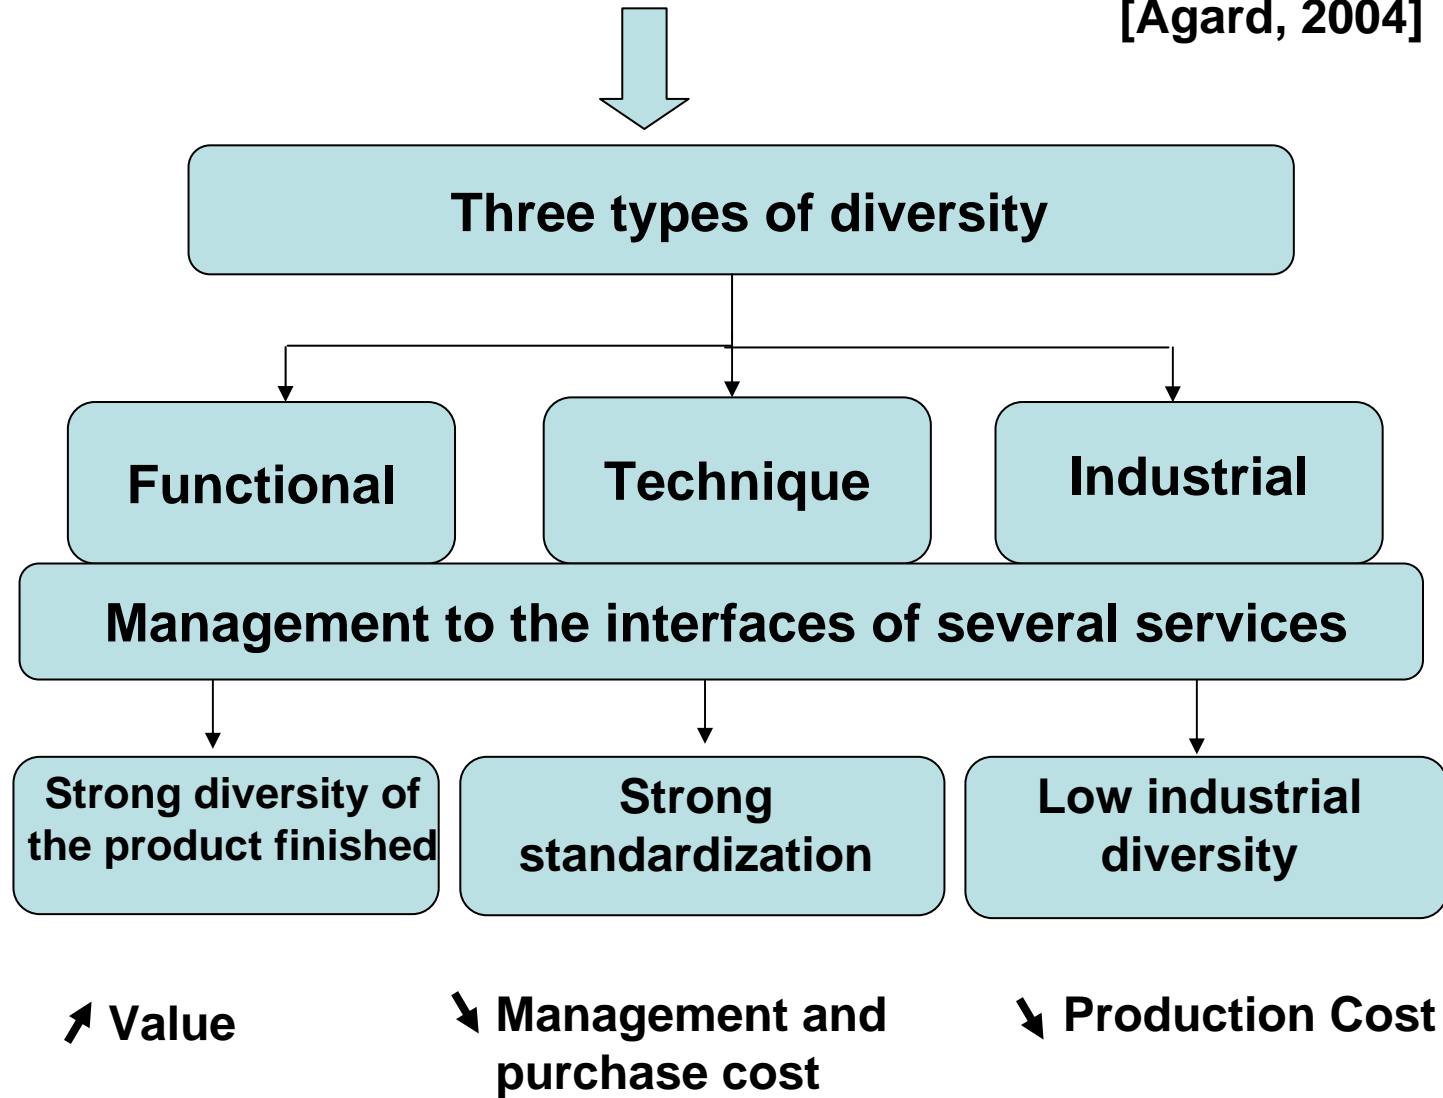 [Agard, 2004]
Three types of diversity
Functional
Technique
Industrial
Management to the interfaces of several services
Strong diversity of
the product finished
Strong
standardization
Low industrial
diversity
Value
Management and
purchase cost
Production Cost